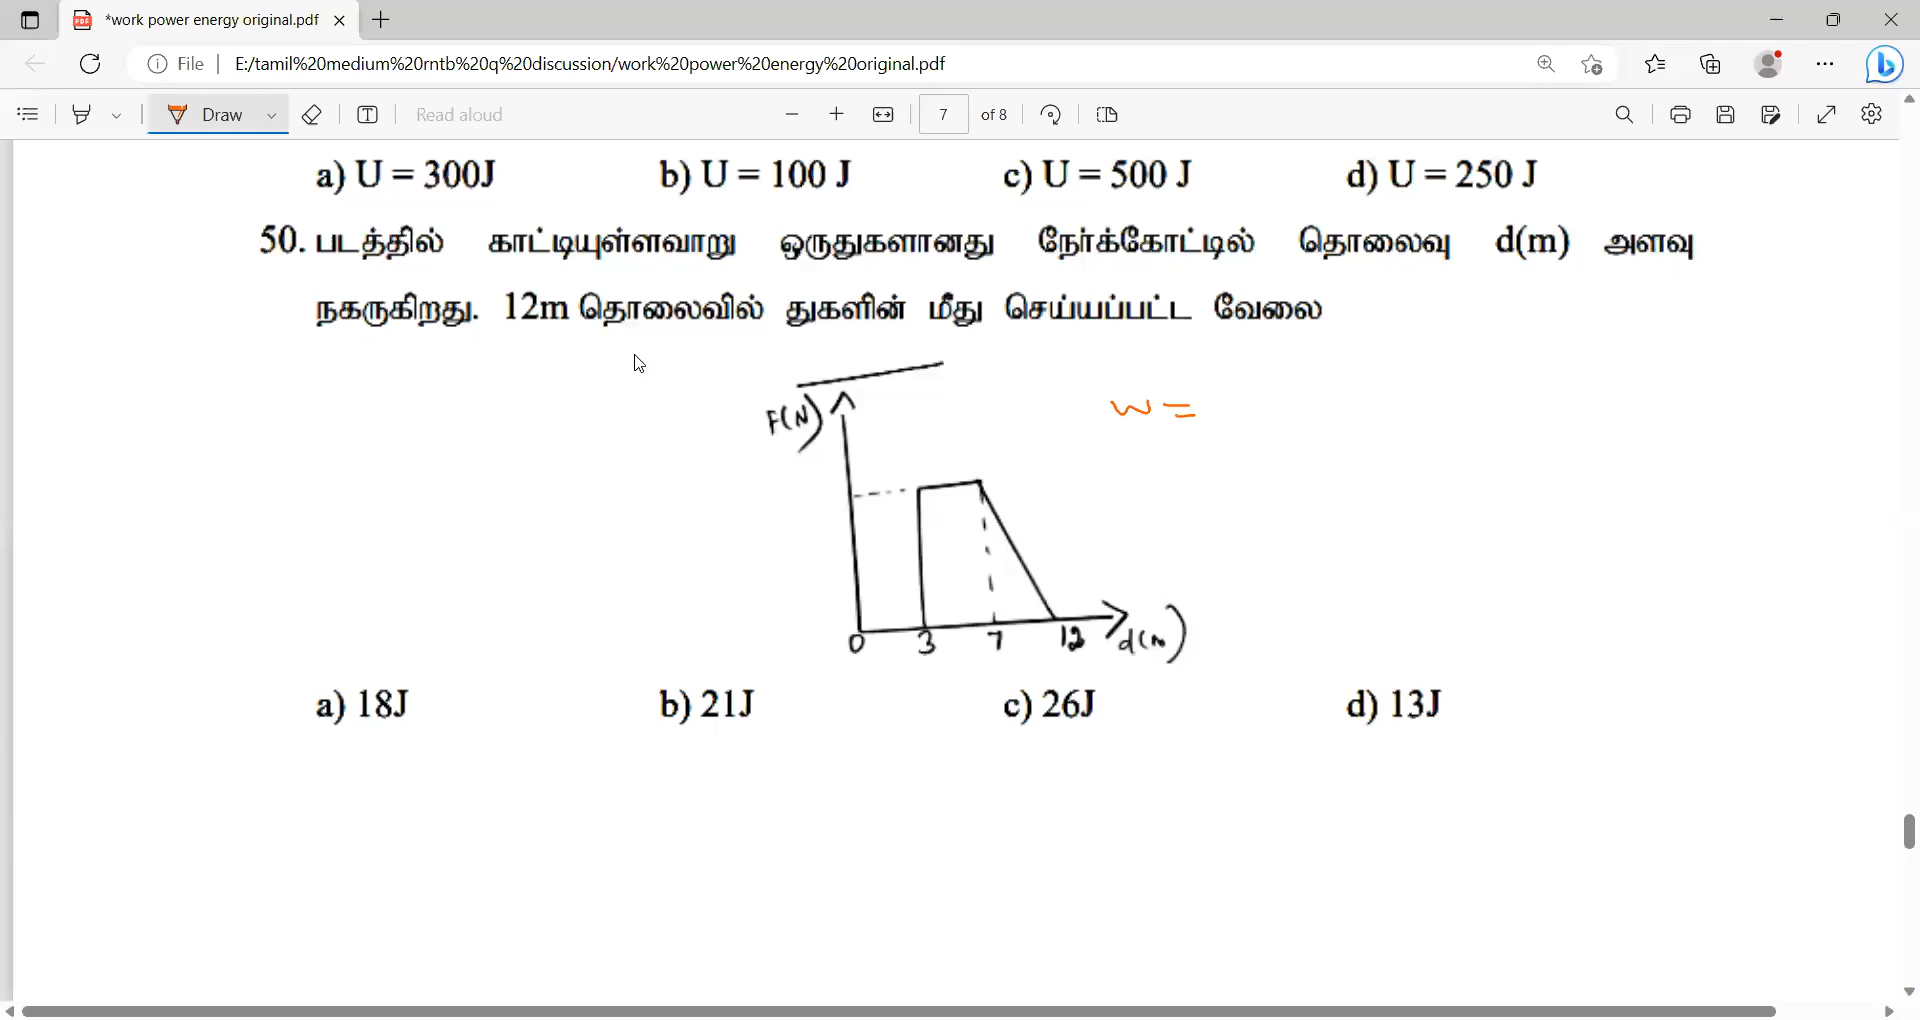 *work power energy original.pdf
File
E:/tamil%20medium%20rntb%20q%20discussion/work%20power%20energy%20original.pdf
Draw
Read aloud
7 of 8
a) U = 300J b) U = 100 J c) U = 500 J d) U = 250 J
50. படத்தில் காட்டியுள்ளவாறு ஒருதுகளானது நேர்க்கோட்டில் தொலைவு d(m) அளவு
நகருகிறது. 12m தொலைவில் துகளின் மீது செய்யப்பட்ட வேலை
F(N)
W =
0 3 7 12 d(m)
a) 18J b) 21J c) 26J d) 13J